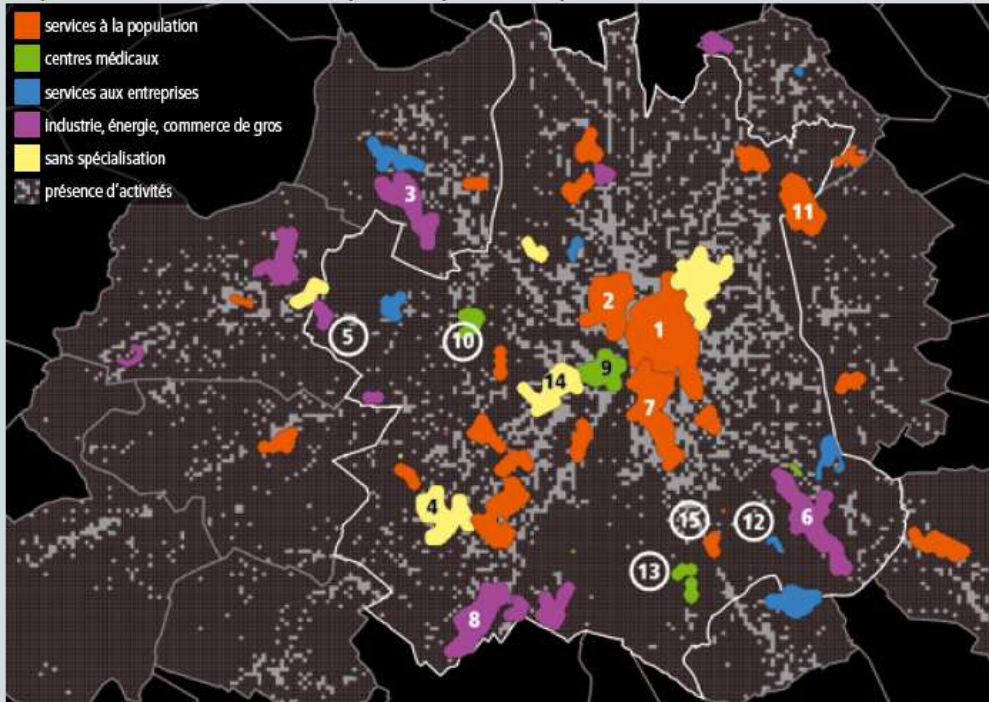 services à la population
centres médicaux
services aux entreprises
industrie, énergie, commerce de gros
sans spécialisation
présence d'activités
3
11
2
1
5
10
9
14
7
4
15
12
6
13
8